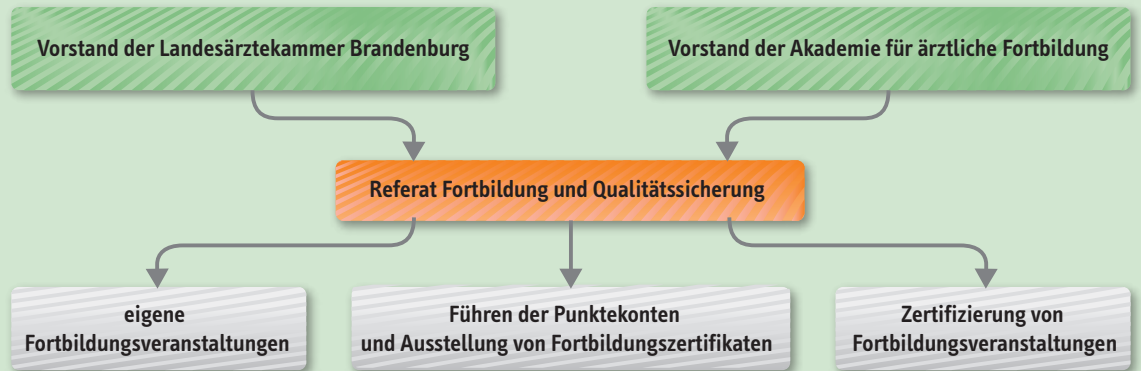 Vorstand der Landesärztekammer Brandenburg
Vorstand der Akademie für ärztliche Fortbildung
Referat Fortbildung und Qualitätssicherung
eigene
Fortbildungsveranstaltungen
Führen der Punktekonten
und Ausstellung von Fortbildungszertifikaten
Zertifizierung von
Fortbildungsveranstaltungen